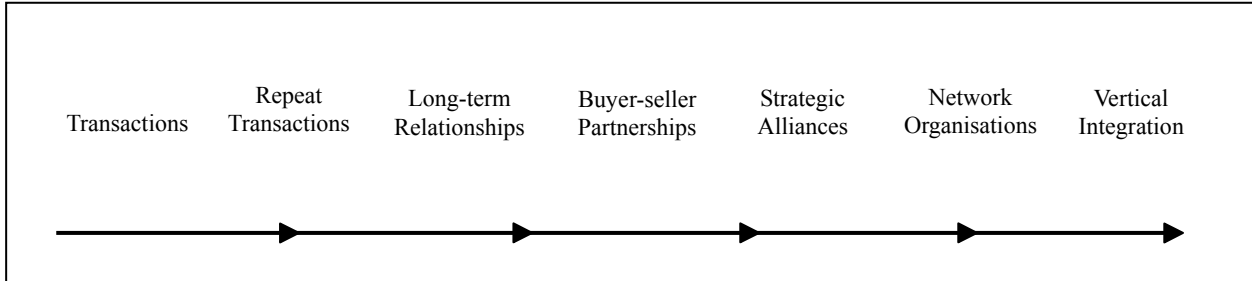 Transactions
Repeat
Transactions
Long-term
Relationships
Buyer-seller
Partnerships
Strategic
Alliances
Network
Organisations
Vertical
Integration